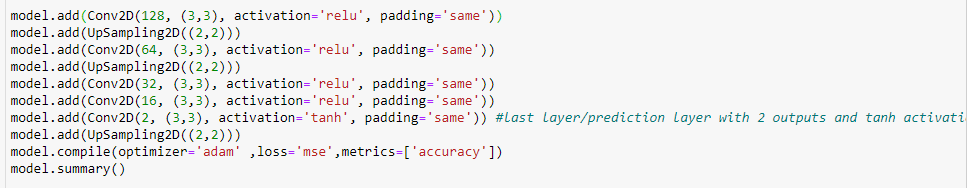 model.add(Conv2D(128, (3,3), activation='relu', padding='same'))
model.add(UpSampling2D((2,2)))
model.add(Conv2D(64, (3,3), activation='relu', padding='same'))
model.add(UpSampling2D((2,2)))
model.add(Conv2D(32, (3,3), activation='relu', padding='same'))
model.add(Conv2D(16, (3,3), activation='relu', padding='same'))
model.add(Conv2D(2, (3,3), activation='tanh', padding='same')) #last layer/prediction layer with 2 outputs and tanh activati
model.add(UpSampling2D((2,2)))
model.compile(optimizer='adam' ,loss='mse',metrics=['accuracy'])
model.summary()